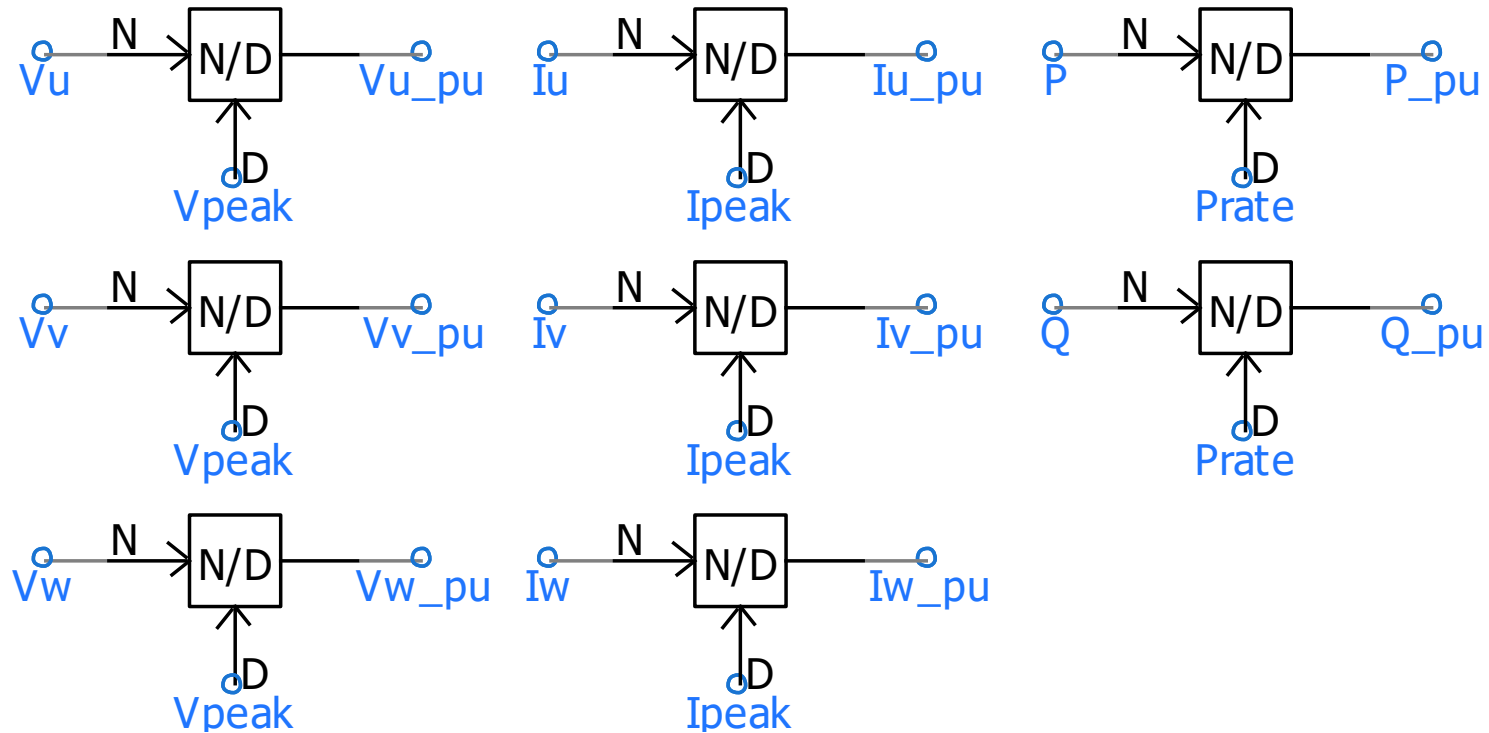 N N/D Vu Vu_pu D Vpeak
N N/D Iu Iu_pu D Ipeak
N N/D P P_pu D Prate
N N/D Vv Vv_pu D Vpeak
N N/D Iv Iv_pu D Ipeak
N N/D Q Q_pu D Prate
N N/D Vw Vw_pu D Vpeak
N N/D Iw Iw_pu D Ipeak